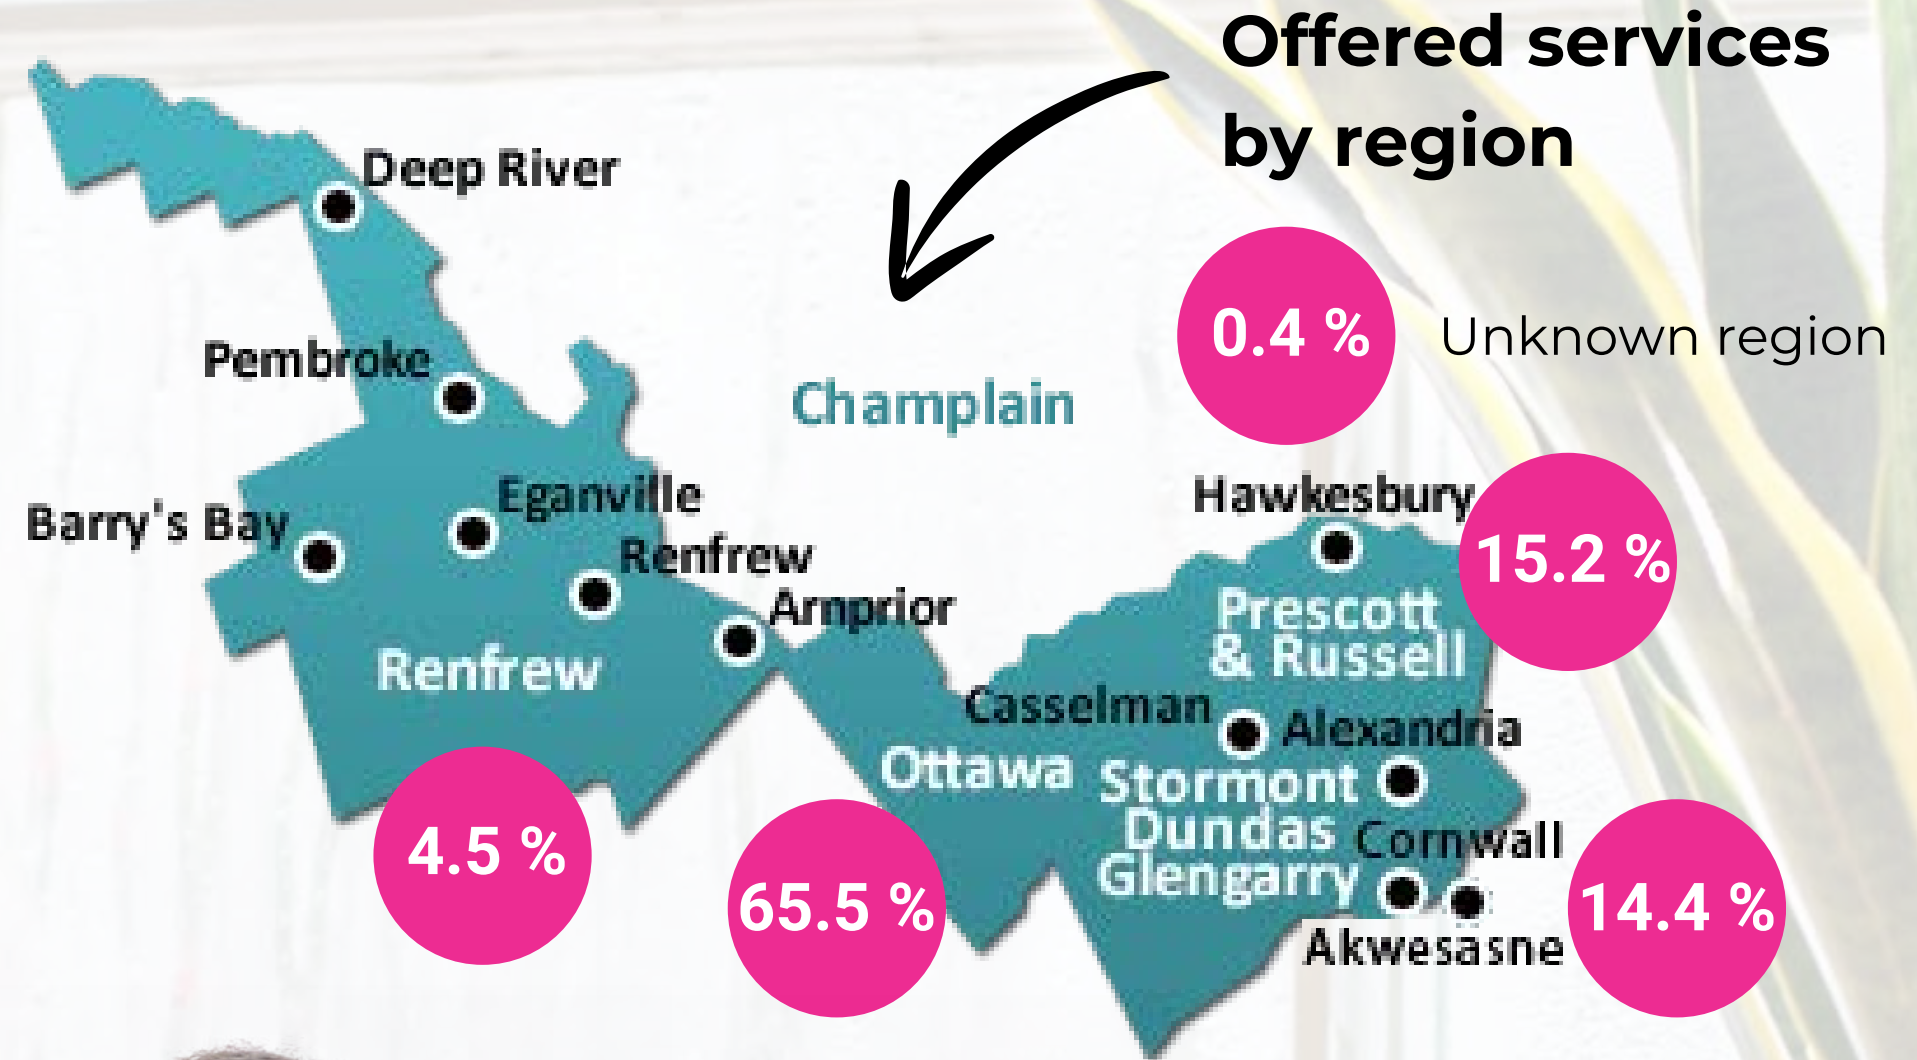 Offered services
by region
Deep River
0.4 %
Unknown region
Pembroke
Champlain
Hawkesbury
Eganville
Barry's Bay
15.2 %
Renfrew
Arnprior
Prescott
& Russell
Renfrew
Casselman
Alexandria
Ottawa
Stormont
Dundas
Glengarry
Cornwall
4.5 %
65.5 %
14.4 %
Akwesasne